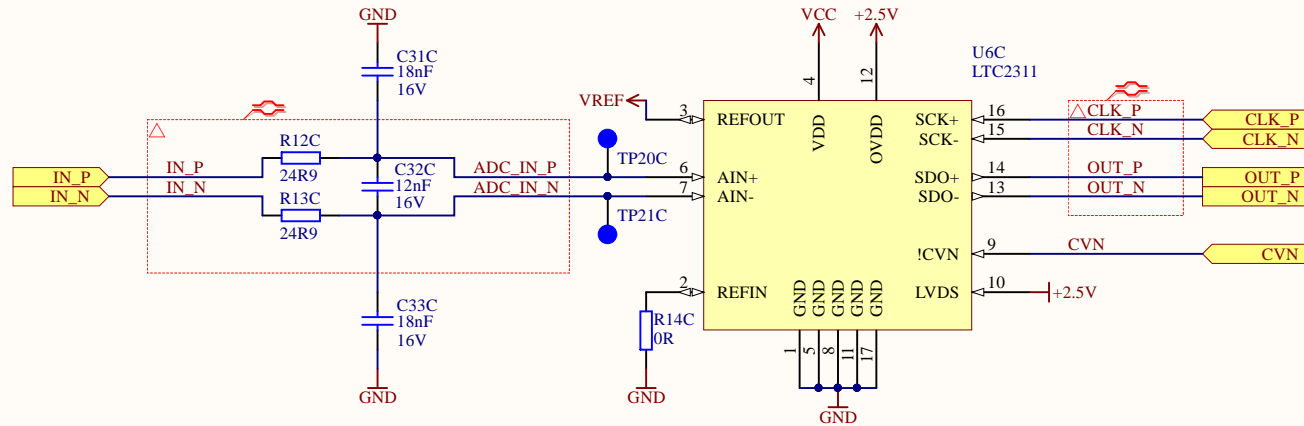 GND
C31C
18nF
16V
R12C
24R9
IN_P
IN_P
IN_N
IN_N
R13C
24R9
C32C
12nF
16V
ADC_IN_P
ADC_IN_N
C33C
18nF
16V
GND
VREF
TP20C
TP21C
R14C
0R
GND
VCC
+2.5V
U6C
LTC2311
4
12
3
REFOUT
VDD
OVDD
6
AIN+
7
AIN-
2
REFIN
GND
GND
GND
GND
GND
1
5
8
11
17
GND
SCK+
16
SCK-
15
SDO+
14
SDO-
13
!CVN
9
LVDS
10
CLK_P
CLK_P
CLK_N
CLK_N
OUT_P
OUT_P
OUT_N
OUT_N
CVN
CVN
+2.5V